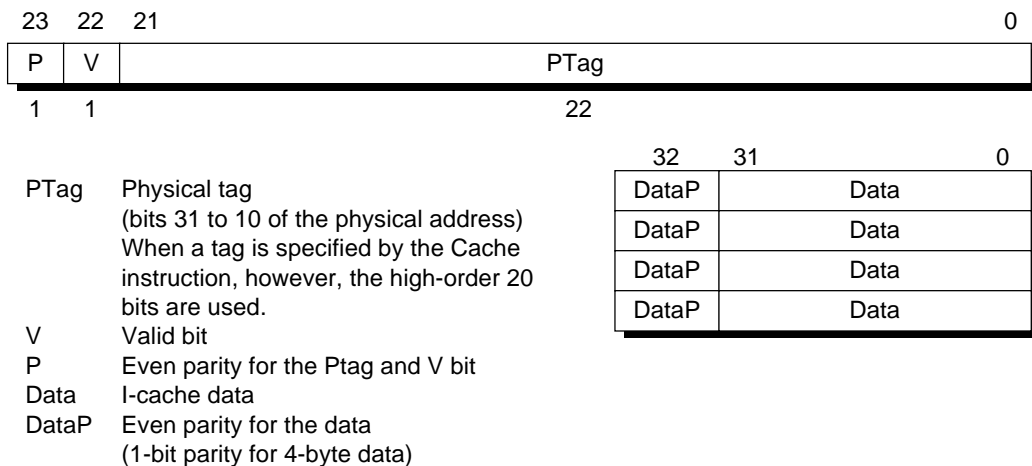 23 22 21 0
P V PTag
1 1 22
32 31 0
DataP Data
DataP Data
DataP Data
DataP Data
PTag Physical tag
(bits 31 to 10 of the physical address)
When a tag is specified by the Cache
instruction, however, the high-order 20
bits are used.
V Valid bit
P Even parity for the Ptag and V bit
Data I-cache data
DataP Even parity for the data
(1-bit parity for 4-byte data)